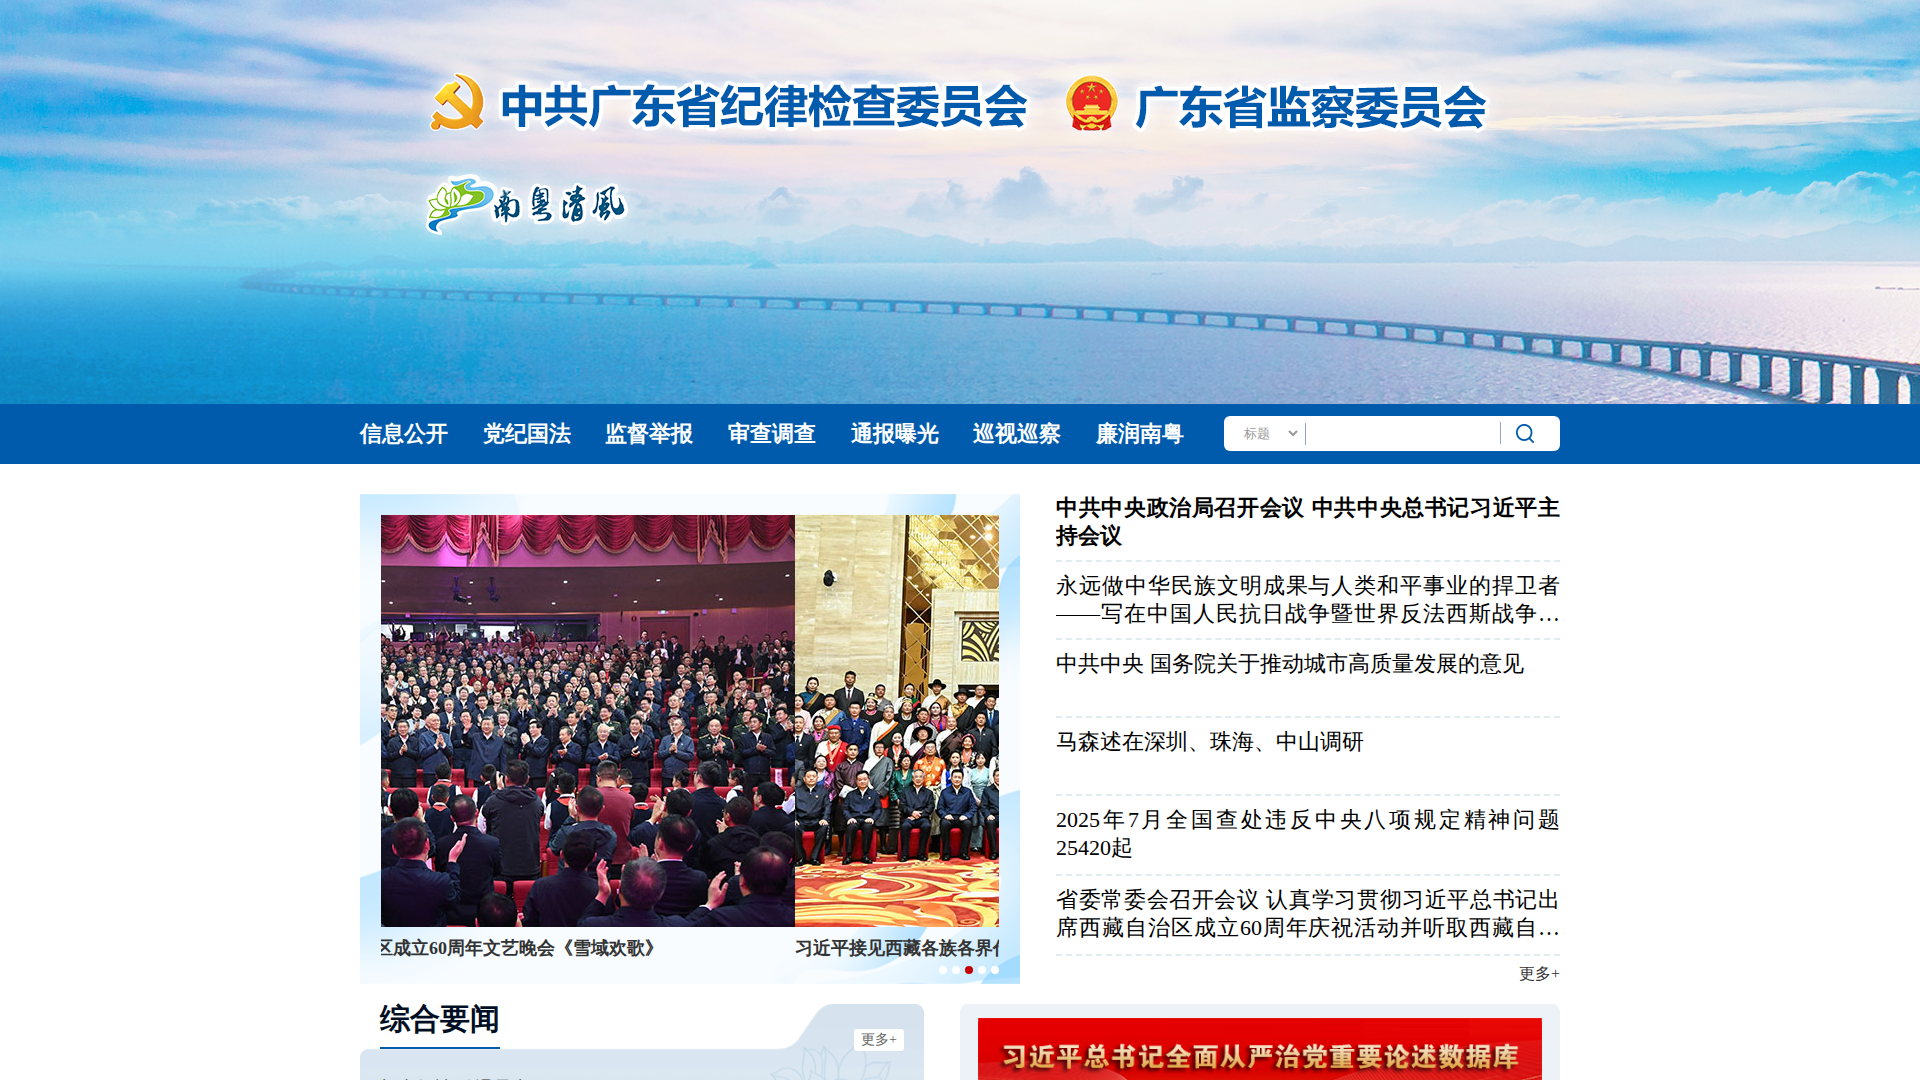 中共广东省纪律检查委员会 广东省监察委员会
南粤清風
信息公开 党纪国法 监督举报 审查调查 通报曝光 巡视巡察 廉润南粤 标题
中共中央政治局召开会议 中共中央总书记习近平主
持会议
永远做中华民族文明成果与人类和平事业的捍卫者
——写在中国人民抗日战争暨世界反法西斯战争…
中共中央 国务院关于推动城市高质量发展的意见
马森述在深圳、珠海、中山调研
2025年7月全国查处违反中央八项规定精神问题
25420起
省委常委会召开会议 认真学习贯彻习近平总书记出
席西藏自治区成立60周年庆祝活动并听取西藏自…
更多+
区成立60周年文艺晚会《雪域欢歌》
习近平接见西藏各族各界
综合要闻
更多+
习近平总书记全面从严治党重要论述数据库